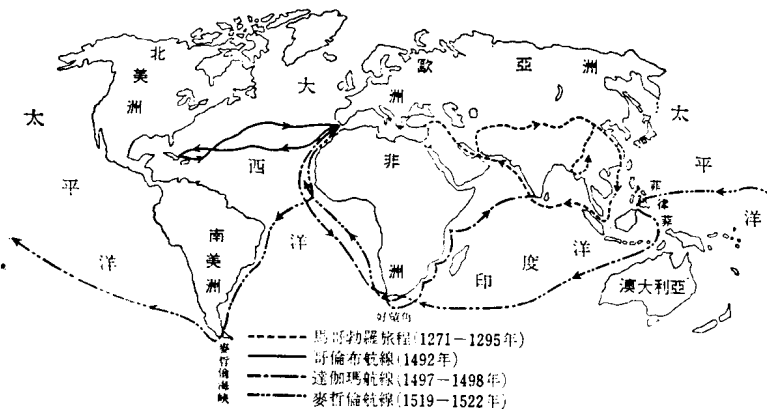 北美洲
大西洋
歐洲
亞洲
太平洋
太平洋
非洲
菲律賓
南美洲
印度洋
澳大利亞
好望角
麥哲倫海峽
馬哥勃羅旅程(1271－1295年)
哥倫布航線(1492年)
達伽瑪航線(1497－1498年)
麥哲倫航線(1519－1522年)